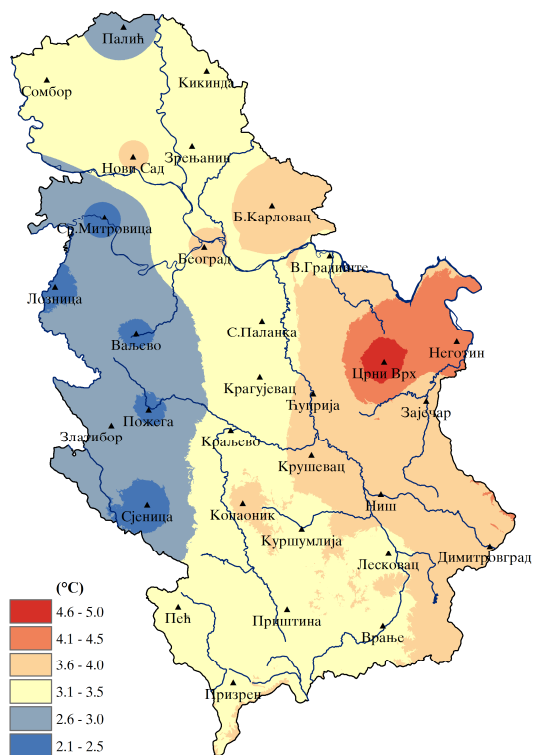 Палић
Кикинда
Сомбор
Зрењанин
Нови Сад
Б.Карловац
Ср.Митровица
Београд
В.Градиште
Лозница
С.Паланка
Ваљево
Неготин
Црни Врх
Крагујевац
Ћуприја
Зајечар
Пожега
Златибор
Краљево
Крушевац
Ниш
Сјеница
Копаоник
Куршумлија
Лесковац
Димитровград
(°C)
4.6 - 5.0
4.1 - 4.5
3.6 - 4.0
3.1 - 3.5
2.6 - 3.0
2.1 - 2.5
Пећ
Приштина
Врање
Призрен